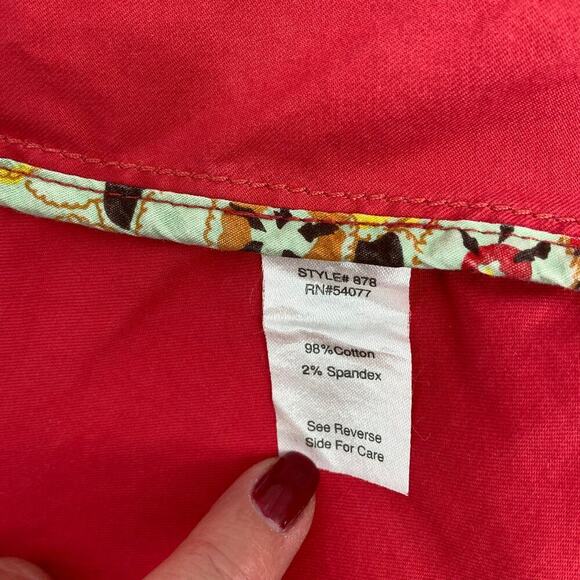 STYLE# 878
RN#54077
98%Cotton
2% Spandex
See Reverse
Side For Care